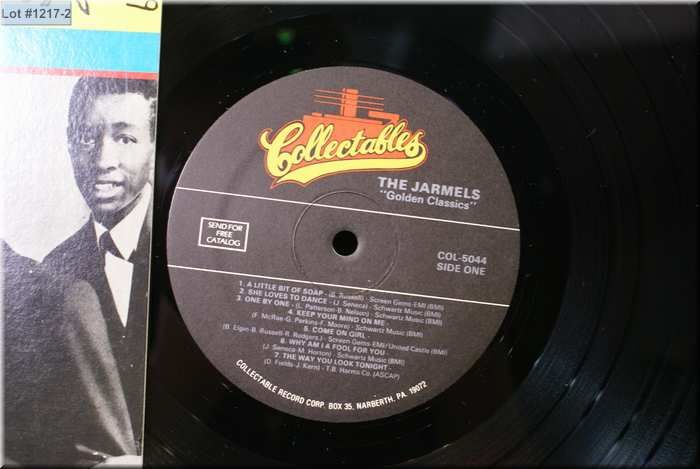 Lot #1217-2
Collectables
THE JARMELS
"Golden Classics"
SEND FOR
FREE
CATALOG
COL-5044
SIDE ONE
1. A LITTLE BIT OF SOAP - (B. Russell) - Screen Gems-EMI (BMI)
2. SHE LOVES TO DANCE - (J. Seneca) - Schwartz Music (BMI)
3. ONE BY ONE - (L. Patterson-B. Nelson) - Schwartz Music (BMI)
4. KEEP YOUR MIND ON ME -
(F. McRae-G. Perkins-F. Moore) - Schwartz Music (BMI)
5. COME ON GIRL
(B. Elgin-B. Russell-R. Rodgers) - Screen Gems-EMI/United-Castle (BMI)
6. WHY AM I A FOOL FOR YOU -
(J. Seneca-M. Horson) - Schwartz Music (BMI)
7. THE WAY YOU LOOK TONIGHT -
(D. Fields-J. Kern) - T.B. Harms Co. (ASCAP)
COLLECTABLE RECORD CORP. BOX 35, NARBERTH, PA. 19072